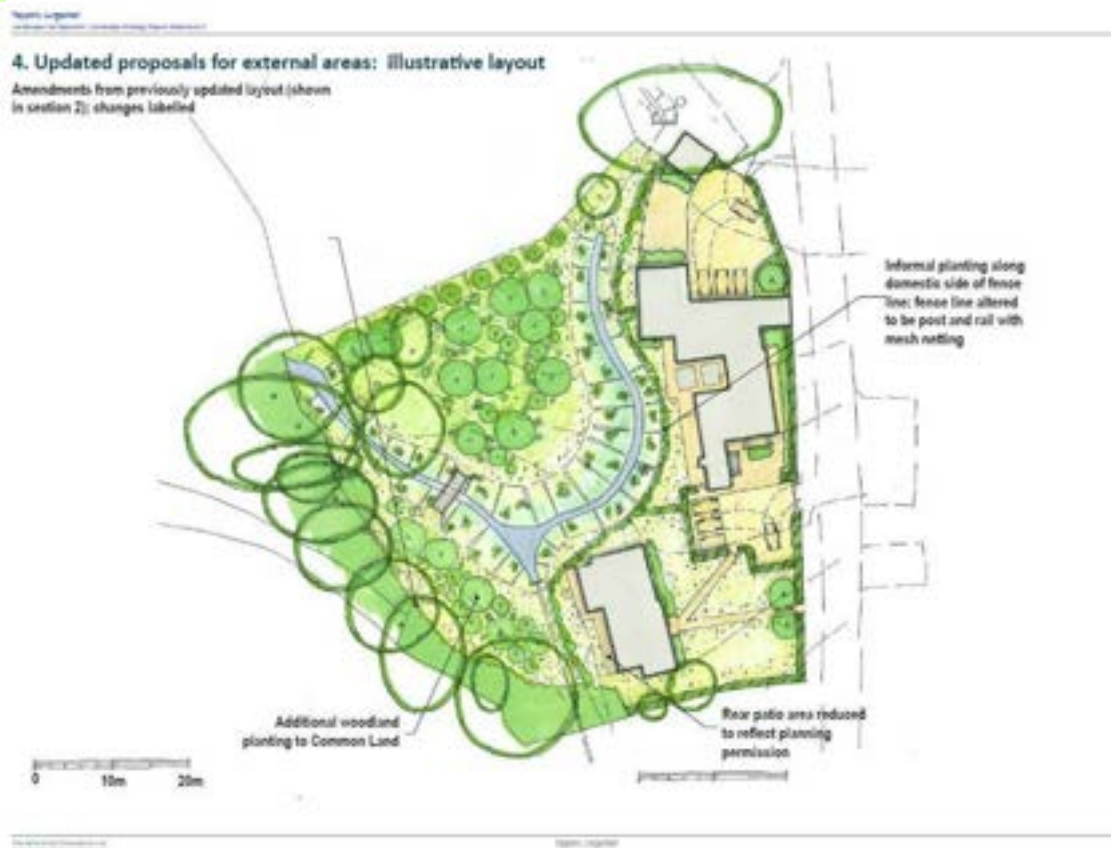 4. Updated proposals for external areas: illustrative layout
Amendments from previously updated layout (shown
in section 2); changes labelled
Informal planting along
domestic side of fence
line; fence line altered
to be post and rail with
mesh netting
Additional woodland
planting to Common Land
Rear patio area reduced
to reflect planning
permission
0 10m 20m